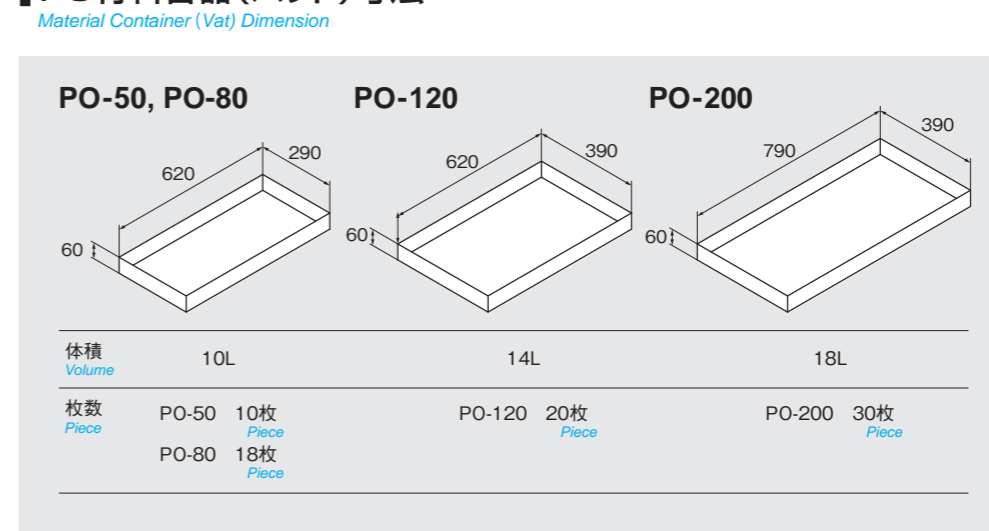 Material Container (Vat) Dimension
PO-50, PO-80 PO-120 PO-200
620 290 620 390 790 390
60 60 60
体積 10L 14L 18L
Volume
枚数 PO-50 10枚 PO-120 20枚 PO-200 30枚
Piece Piece Piece Piece
PO-80 18枚
Piece